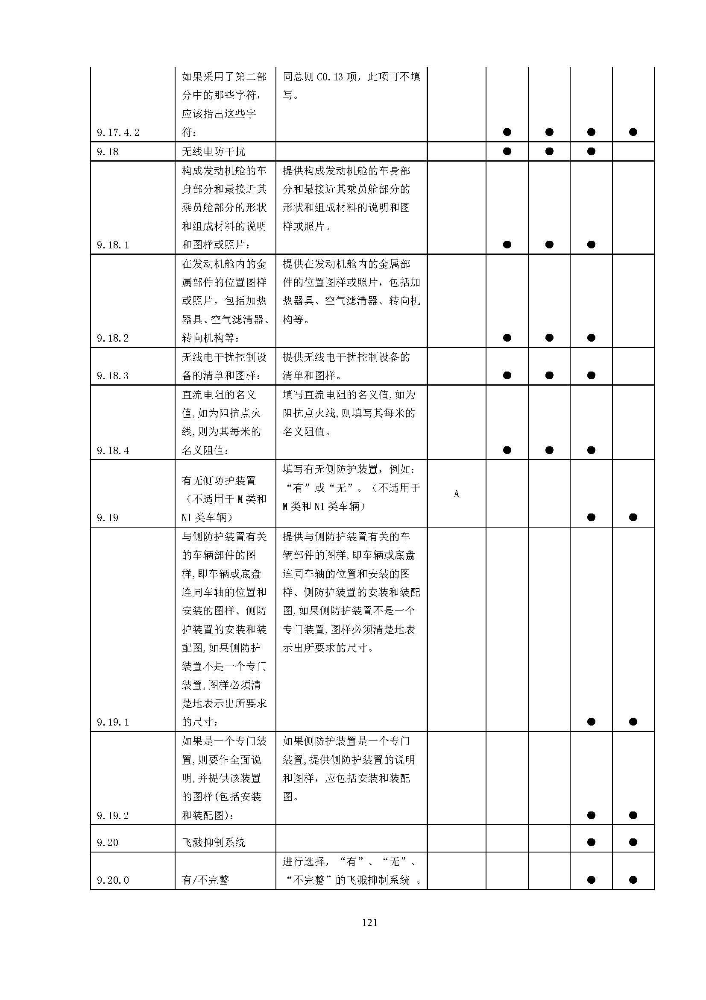 如果采用了第二部
分中的那些字符，
应该指出这些字
9.17.4.2 符：
同总则 C0.13 项，此项可不填
写。
● ● ● ●
9.18 无线电防干扰 ● ● ●
构成发动机舱的车
身部分和最接近其
乘员舱部分的形状
和组成材料的说明
9.18.1 和图样或照片：
提供构成发动机舱的车身部
分和最接近其乘员舱部分的
形状和组成材料的说明和图
样或照片。
● ● ●
在发动机舱内的金
属部件的位置图样
或照片，包括加热
器具、空气滤清器、
9.18.2 转向机构等：
提供在发动机舱内的金属部
件的位置图样或照片，包括加
热器具、空气滤清器、转向机
构等。
● ● ●
无线电干扰控制设
9.18.3 备的清单和图样：
提供无线电干扰控制设备的
清单和图样。
● ● ●
直流电阻的名义
值,如为阻抗点火
线,则为其每米的
9.18.4 名义阻值：
填写直流电阻的名义值,如为
阻抗点火线,则填写其每米的
名义阻值。
● ● ●
有无侧防护装置
（不适用于 M 类和
9.19 N1 类车辆）
填写有无侧防护装置，例如：
“有”或“无”。（不适用于
M 类和 N1 类车辆）
A
● ●
与侧防护装置有关
的车辆部件的图
样,即车辆或底盘
连同车轴的位置和
安装的图样、侧防
护装置的安装和装
配图,如果侧防护
装置不是一个专门
装置,图样必须清
楚地表示出所要求
9.19.1 的尺寸：
提供与侧防护装置有关的车
辆部件的图样,即车辆或底盘
连同车轴的位置和安装的图
样、侧防护装置的安装和装配
图,如果侧防护装置不是一个
专门装置,图样必须清楚地表
示出所要求的尺寸。
● ●
如果是一个专门装
置,则要作全面说
明,并提供该装置
的图样(包括安装
9.19.2 和装配图)：
如果侧防护装置是一个专门
装置,提供侧防护装置的说明
和图样，应包括安装和装配
图。
● ●
9.20 飞溅抑制系统 ● ●
9.20.0 有/不完整
进行选择，“有”、“无”、
“不完整”的飞溅抑制系统 。
● ●
121